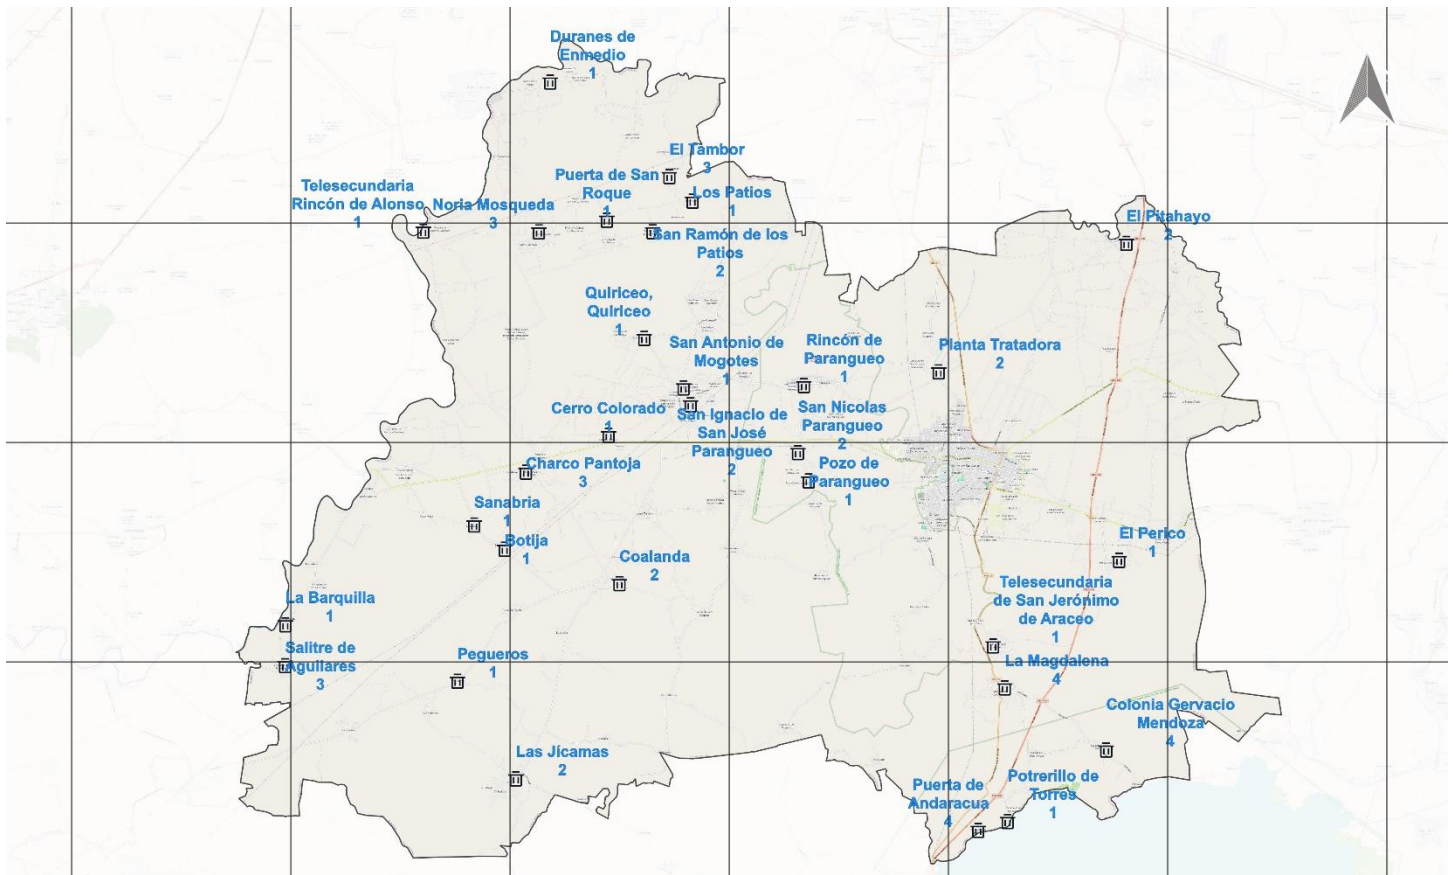 Duranes de
Enmedio
1
El Tambor
3
Puerta de San
Roque
1
Los Patios
1
Telesecundaria
Rincón de Alonso
1
Noria Mosqueda
3
San Ramón de los
Patios
2
El Pitahayo
2
Quiriceo,
Quiriceo
1
San Antonio de
Mogotes
1
Rincón de
Parangueo
1
Planta Tratadora
2
Cerro Colorado
1
San Ignacio de
San José
Parangueo
2
San Nicolas
Parangueo
2
Charco Pantoja
3
Pozo de
Parangueo
1
Sanabria
1
Botija
1
Coalanda
2
El Perico
1
Telesecundaria
de San Jerónimo
de Araceo
1
La Barquilla
1
Salitre de
Aguilares
3
Pegueros
1
La Magdalena
4
Colonia Gervacio
Mendoza
4
Las Jícamas
2
Puerta de
Andaracua
4
Potrerillo de
Torres
1